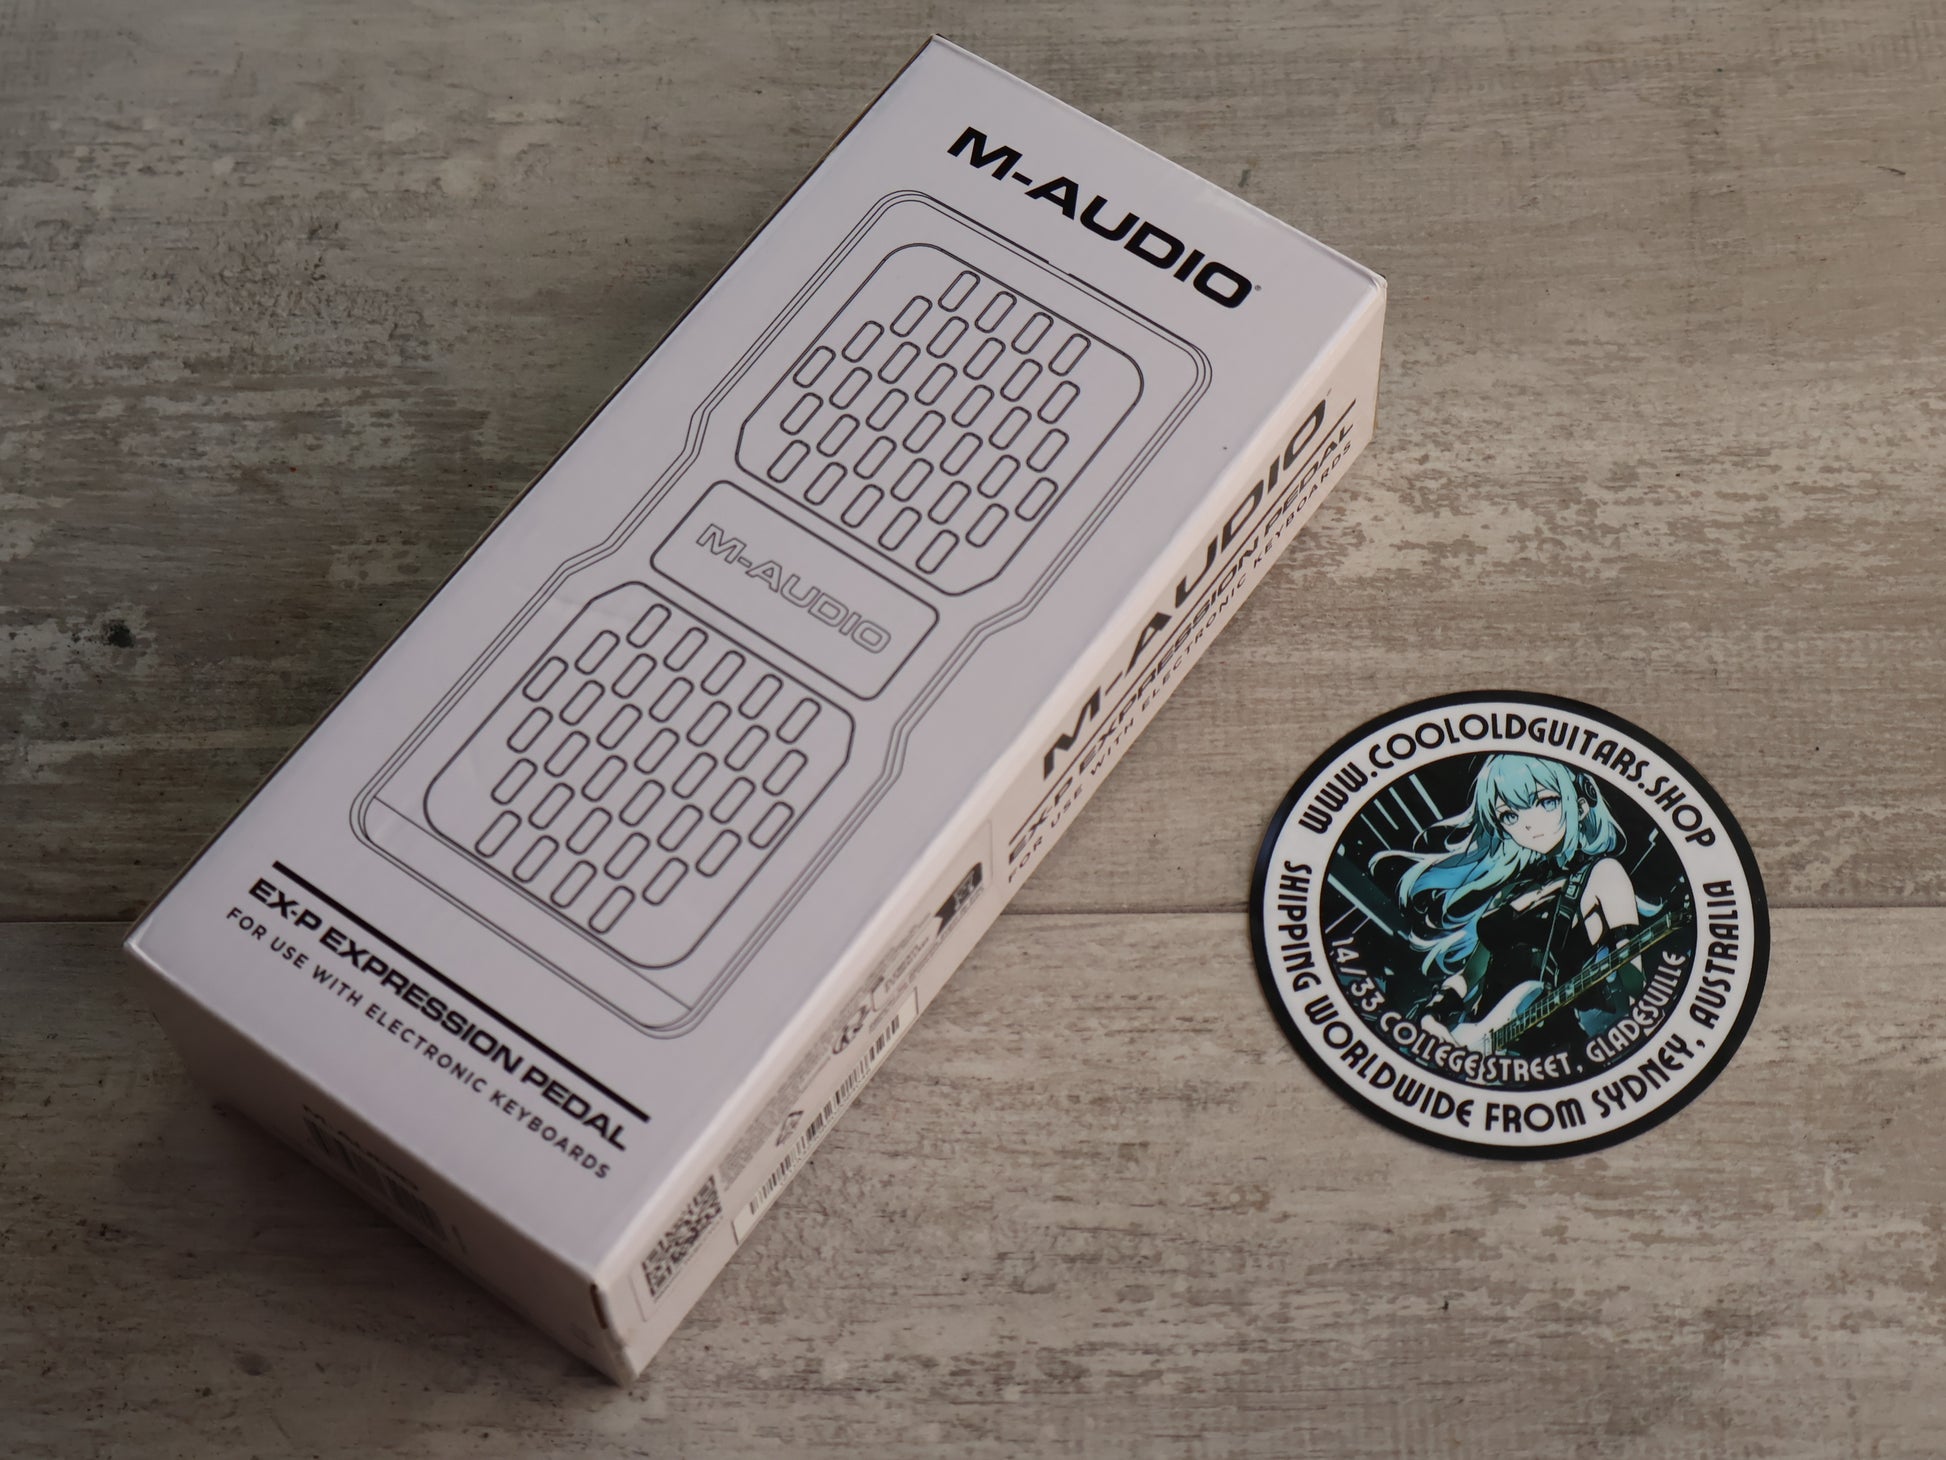 M-AUDIO
M-AUDIO
EX-P EXPRESSION PEDAL
FOR USE WITH ELECTRONIC KEYBOARDS
M-AUDIO
EX-P EXPRESSION PEDAL
FOR USE WITH ELECTRONIC KEYBOARDS
WWW.COOLOLDGUITARS.SHOP
14/33 COLLEGE STREET, GLADESVILLE
SHIPPING WORLDWIDE FROM SYDNEY, AUSTRALIA